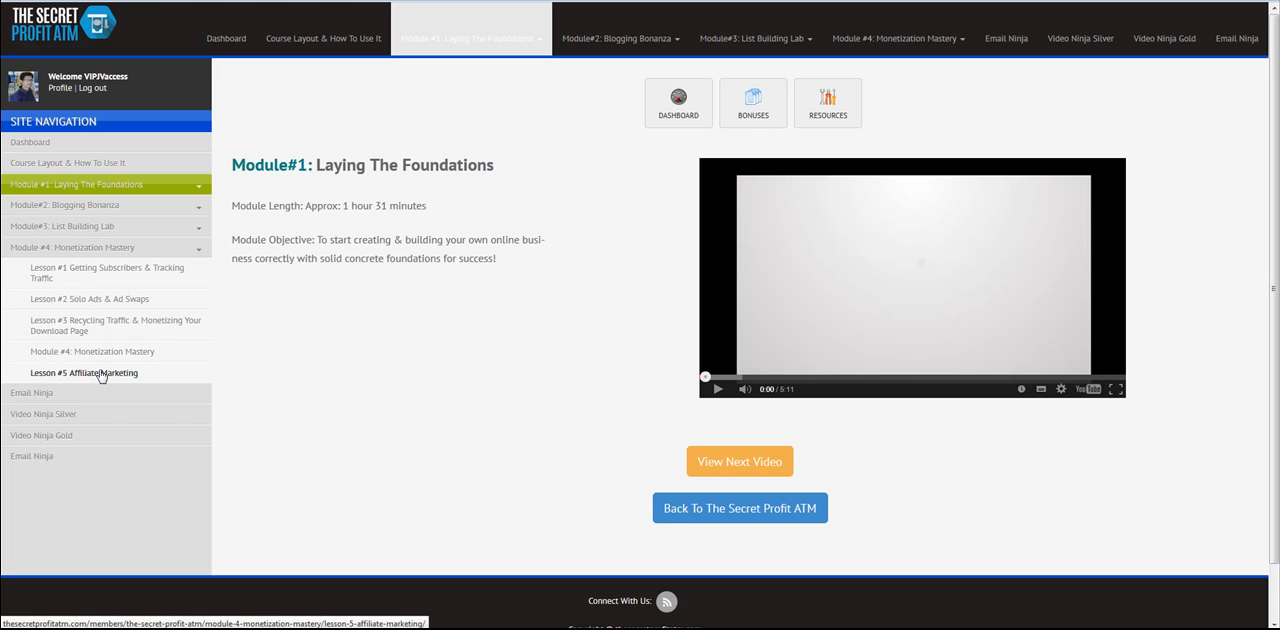 THE SECRET
PROFIT ATM
Dashboard
Course Layout & How To Use It
Module #1: Laying The Foundations
Module#2: Blogging Bonanza
Module#3: List Building Lab
Module #4: Monetization Mastery
Email Ninja
Video Ninja Silver
Video Ninja Gold
Email Ninja
Welcome VIPJVaccess
Profile | Log out
SITE NAVIGATION
Dashboard
Course Layout & How To Use It
Module #1: Laying The Foundations
Module#2: Blogging Bonanza
Module#3: List Building Lab
Module #4: Monetization Mastery
Lesson #1 Getting Subscribers & Tracking
Traffic
Lesson #2 Solo Ads & Ad Swaps
Lesson #3 Recycling Traffic & Monetizing Your
Download Page
Module #4: Monetization Mastery
Lesson #5 Affiliate Marketing
Email Ninja
Video Ninja Silver
Video Ninja Gold
Email Ninja
DASHBOARD
BONUSES
RESOURCES
Module#1: Laying The Foundations
Module Length: Approx: 1 hour 31 minutes
Module Objective: To start creating & building your own online busi-
ness correctly with solid concrete foundations for success!
0:00 / 5:11
YouTube
View Next Video
Back To The Secret Profit ATM
Connect With Us:
thesecretprofitatm.com/members/the-secret-profit-atm/module-4-monetization-mastery/lesson-5-affiliate-marketing/